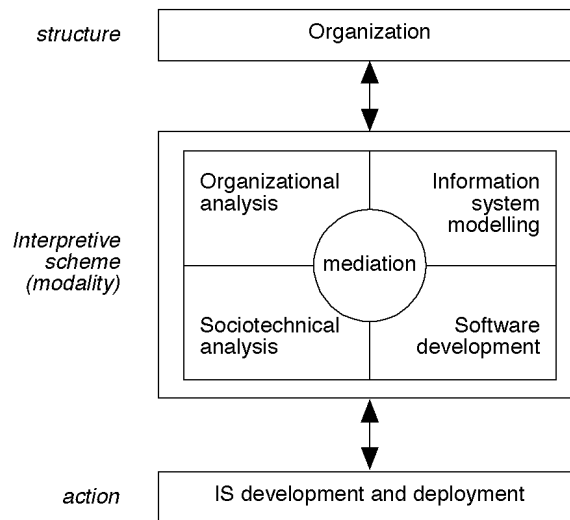 structure
Organization
Organizational
analysis
Information
system
modelling
Interpretive
scheme
(modality)
mediation
Sociotechnical
analysis
Software
development
action
IS development and deployment